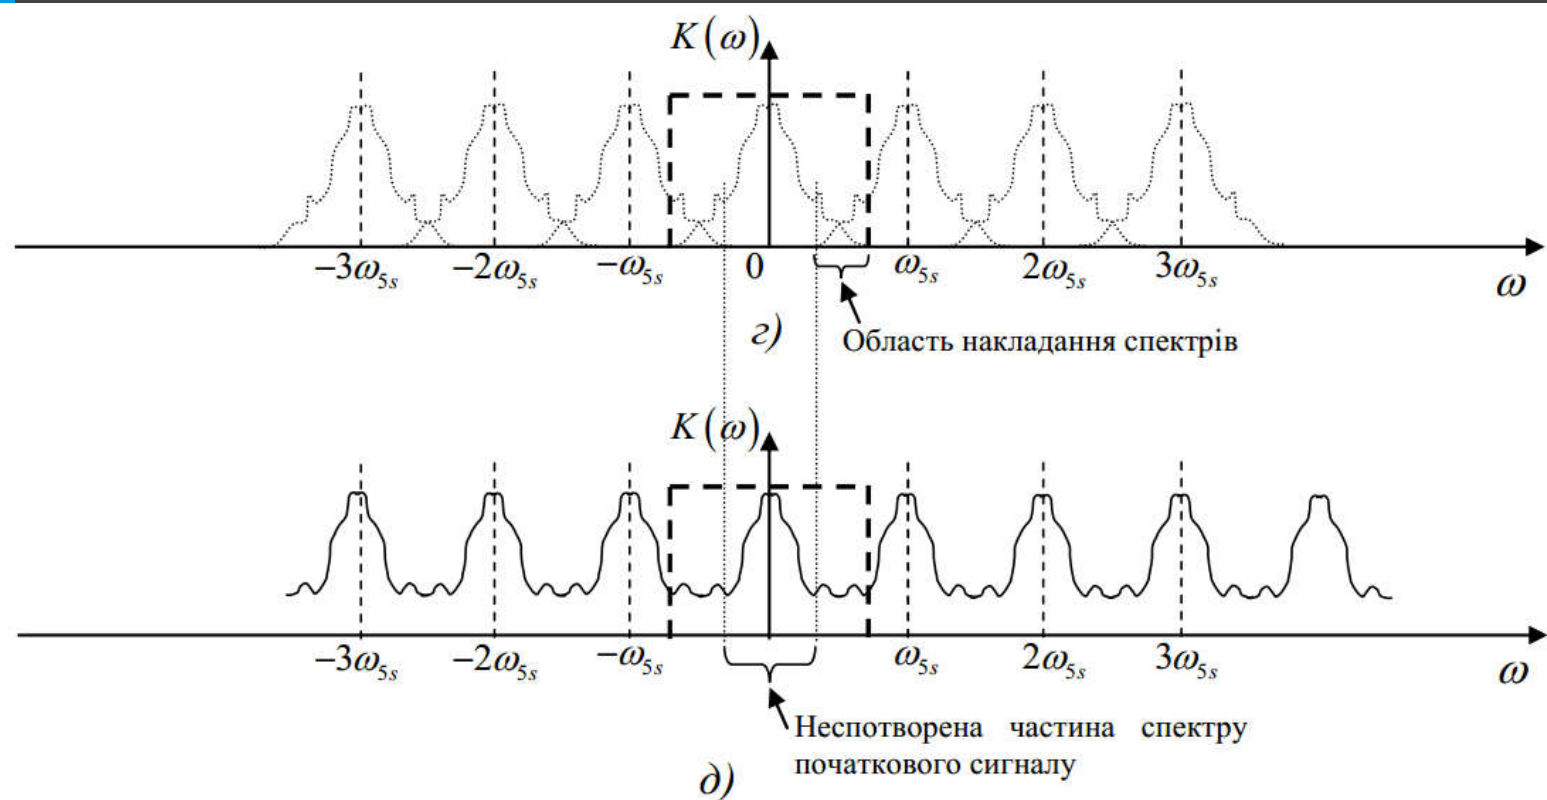 K(ω)
−3ω₅ₛ −2ω₅ₛ −ω₅ₛ 0 ω₅ₛ 2ω₅ₛ 3ω₅ₛ ω
г)
Область накладання спектрів
K(ω)
−3ω₅ₛ −2ω₅ₛ −ω₅ₛ ω₅ₛ 2ω₅ₛ 3ω₅ₛ ω
Неспотворена частина спектру
початкового сигналу
д)